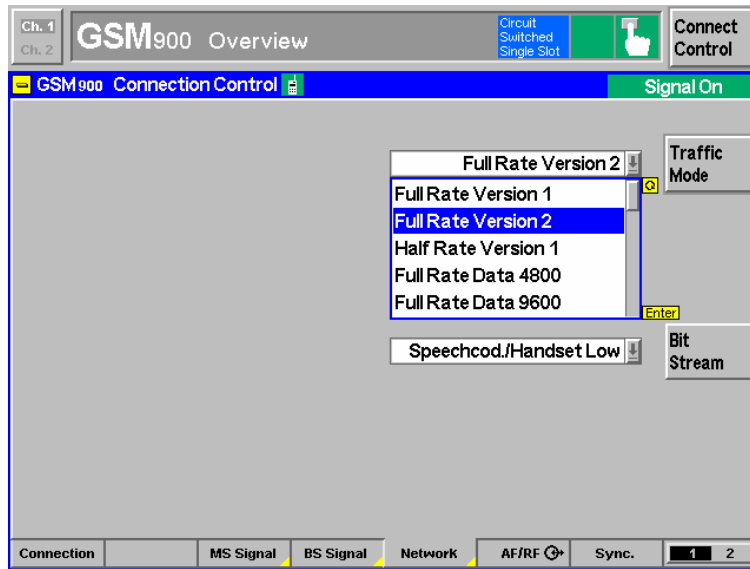 Ch. 1
Ch. 2
GSM900 Overview
Circuit
Switched
Single Slot
Connect
Control
GSM900 Connection Control
Signal On
Full Rate Version 2
Traffic
Mode
Full Rate Version 1
Full Rate Version 2
Half Rate Version 1
Full Rate Data 4800
Full Rate Data 9600
Enter
Speechcod./Handset Low
Bit
Stream
Connection
MS Signal
BS Signal
Network
AF/RF
Sync.
1 2